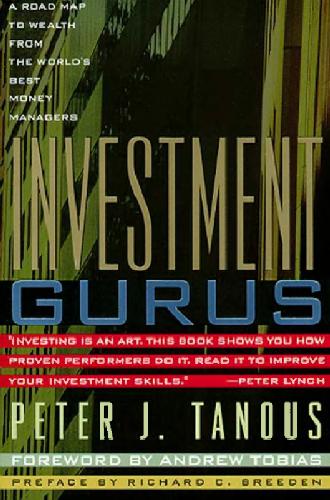 A ROAD MAP
TO WEALTH
FROM
THE WORLD'S
BEST
MONEY
MANAGERS
INVESTMENT
GURUS
"INVESTING IS AN ART. THIS BOOK SHOWS YOU HOW
PROVEN PERFORMERS DO IT. READ IT TO IMPROVE
YOUR INVESTMENT SKILLS." —PETER LYNCH
PETER J. TANOUS
FOREWORD BY ANDREW TOBIAS
PREFACE BY RICHARD C. BREEDEN